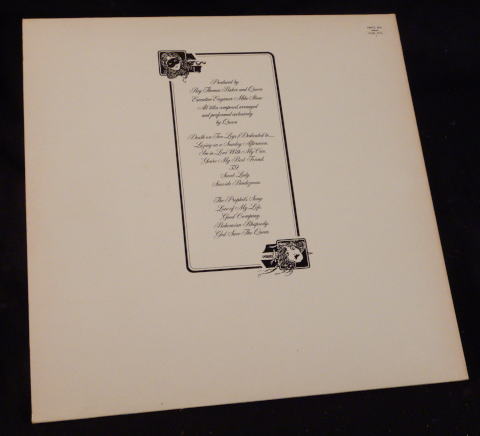 Produced by
Roy Thomas Baker and Queen
Executive Engineer Mike Stone
All titles composed, arranged
and performed exclusively
by Queen
Death on Two Legs (Dedicated to......
Lazing on a Sunday Afternoon.
I'm in Love With My Car.
You're My Best Friend.
'39
Sweet Lady.
Seaside Rendezvous
The Prophet's Song
Love of My Life.
Good Company.
Bohemian Rhapsody.
God Save The Queen